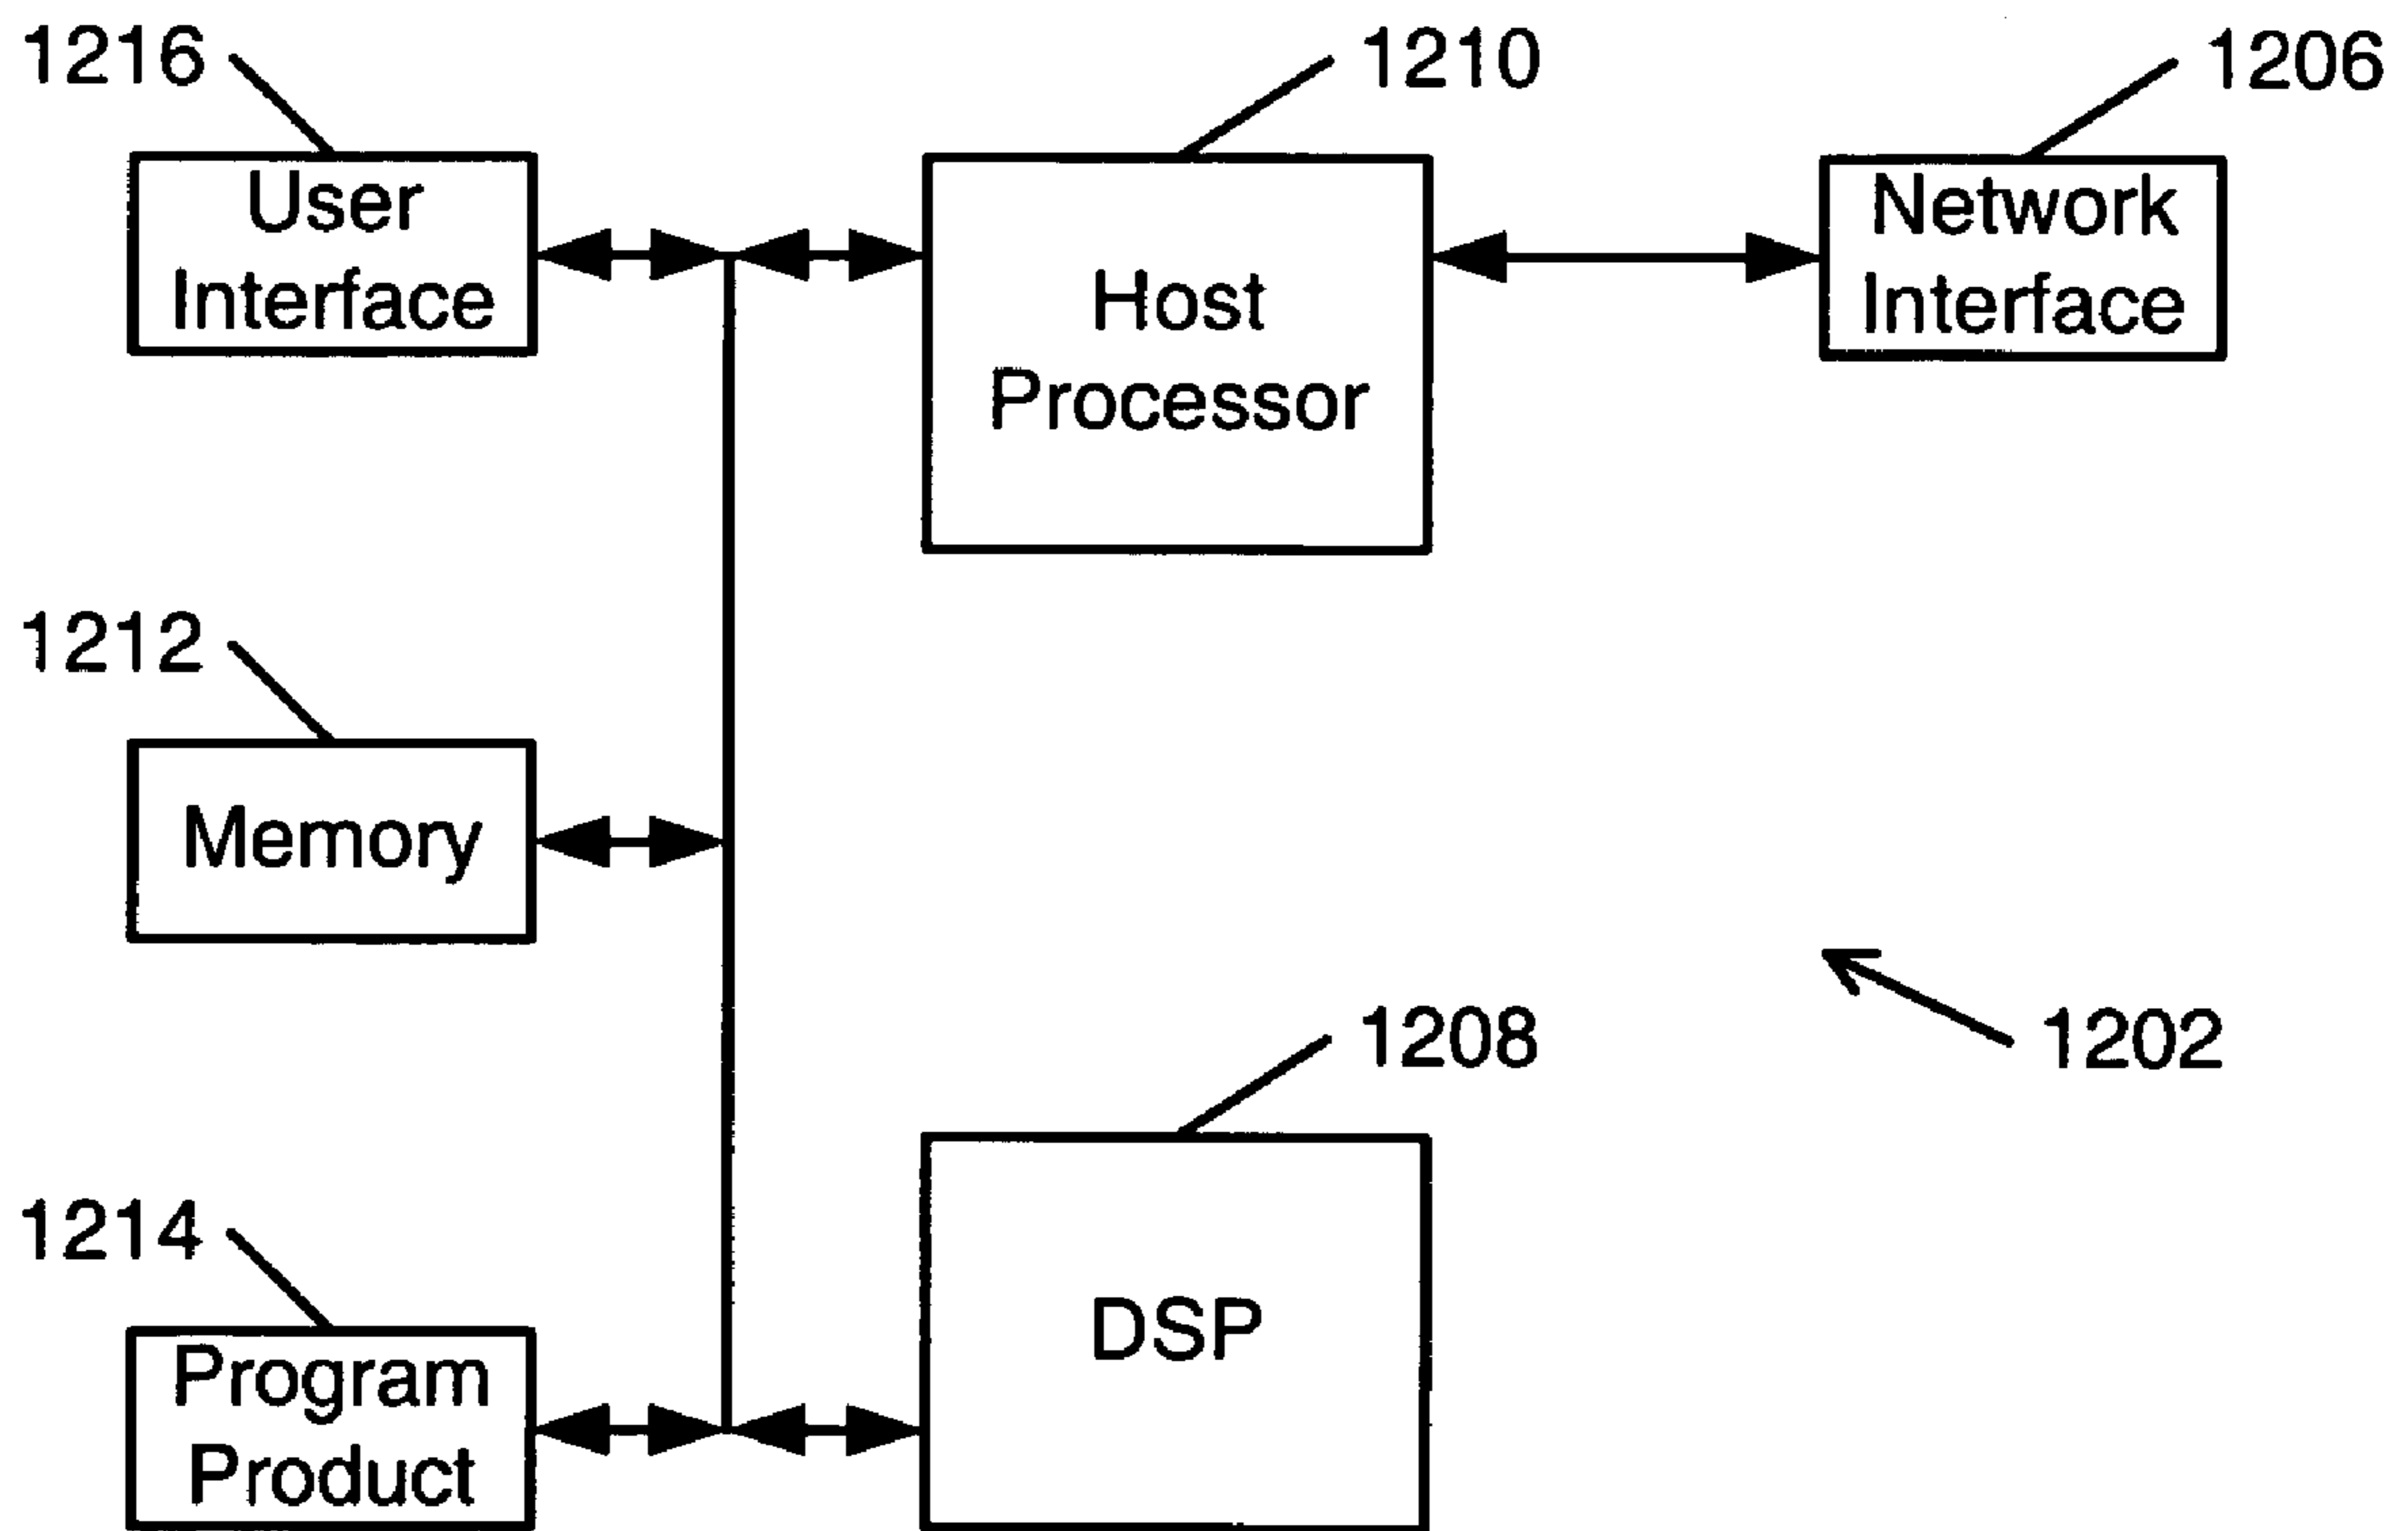 1216
1210
1206
User
Interface
Host
Processor
Network
Interface
1212
Memory
1208
1202
1214
Program
Product
DSP